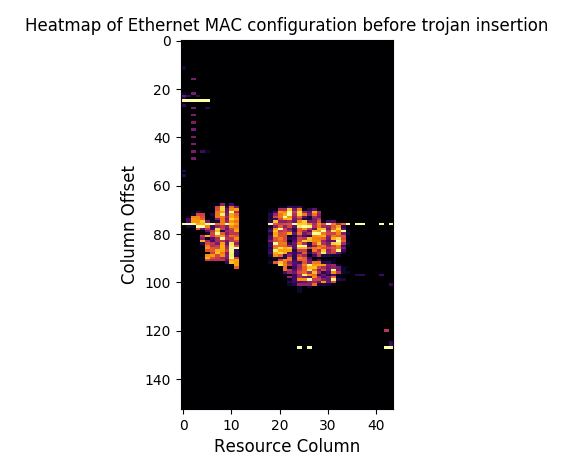 Heatmap of Ethernet MAC configuration before trojan insertion
0
20
40
60
80
100
120
140
Column Offset
0 10 20 30 40
Resource Column